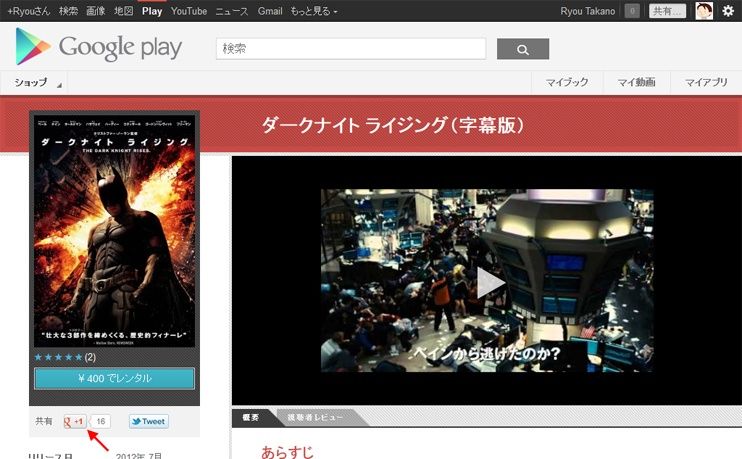 +Ryouさん 検索 画像 地図 Play YouTube ニュース Gmail もっと見る
Ryou Takano 0 共有...
Google play
検索
ショップ
マイブック マイ動画 マイアプリ
ダークナイト ライジング（字幕版）
ダークナイト ライジング
THE DARK KNIGHT RISES
"壮大な3部作を締めくくる、歴史的フィナーレ"
(2)
¥ 400 でレンタル
共有 g +1 16 Tweet
ベインから逃げたのか?
概要 視聴者レビュー
あらすじ
リリース日 2012年 7月